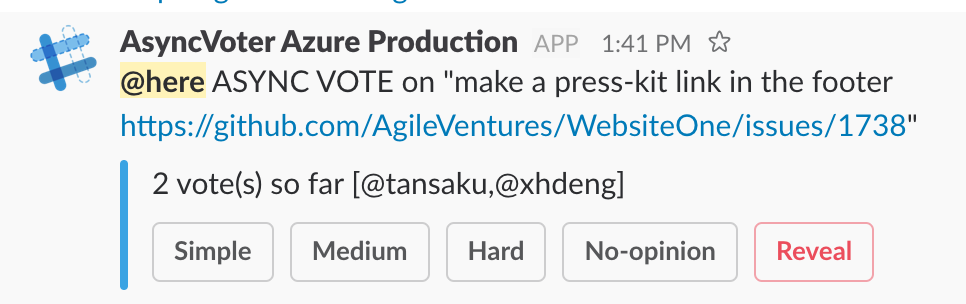 AsyncVoter Azure Production APP 1:41 PM
@here ASYNC VOTE on "make a press-kit link in the footer
https://github.com/AgileVentures/WebsiteOne/issues/1738"
2 vote(s) so far [@tansaku,@xhdeng]
Simple Medium Hard No-opinion Reveal